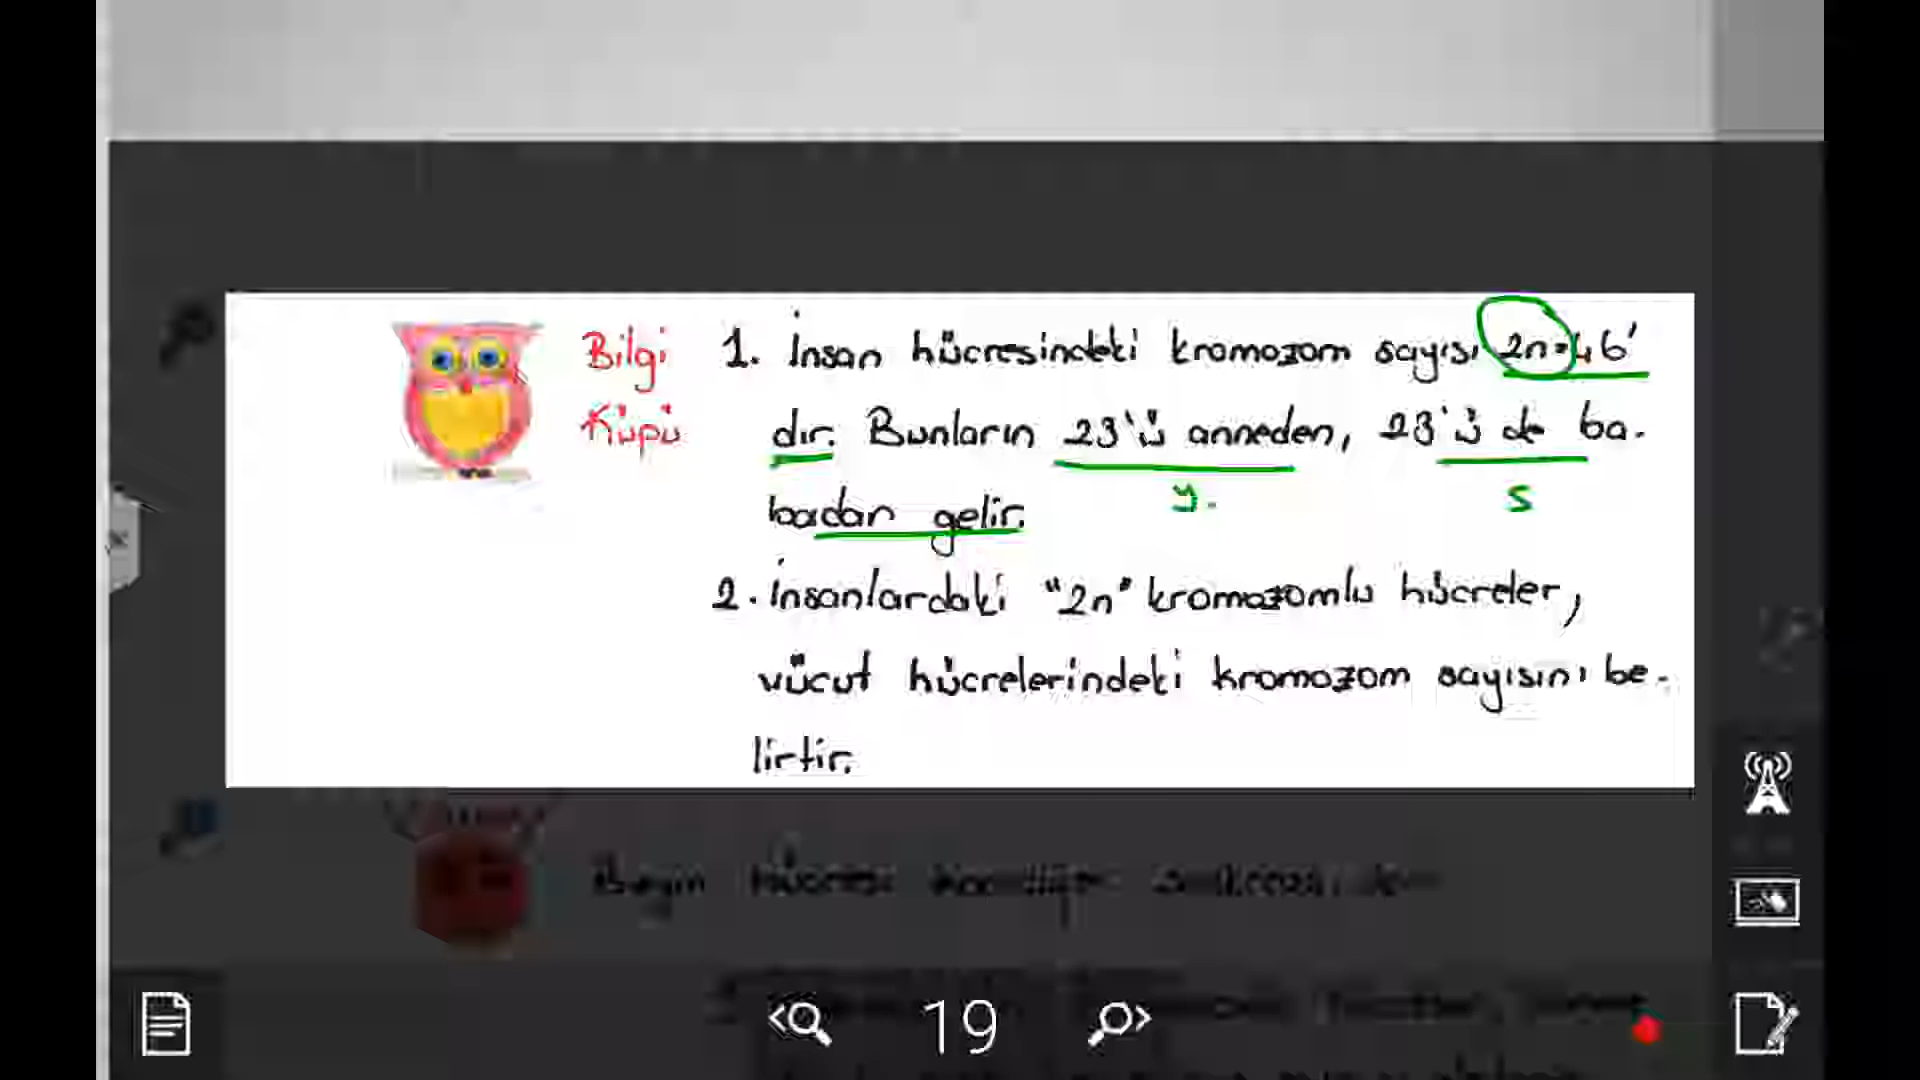 Bilgi
Küpü
1. İnsan hücresindeki kromozom sayısı 2n=46'
dır. Bunların 23'ü anneden, 23'ü de ba-
y. s
badan gelir.
2. İnsanlardaki "2n" kromozomlu hücreler,
vücut hücrelerindeki kromozom sayısını be-
lirtir.
19